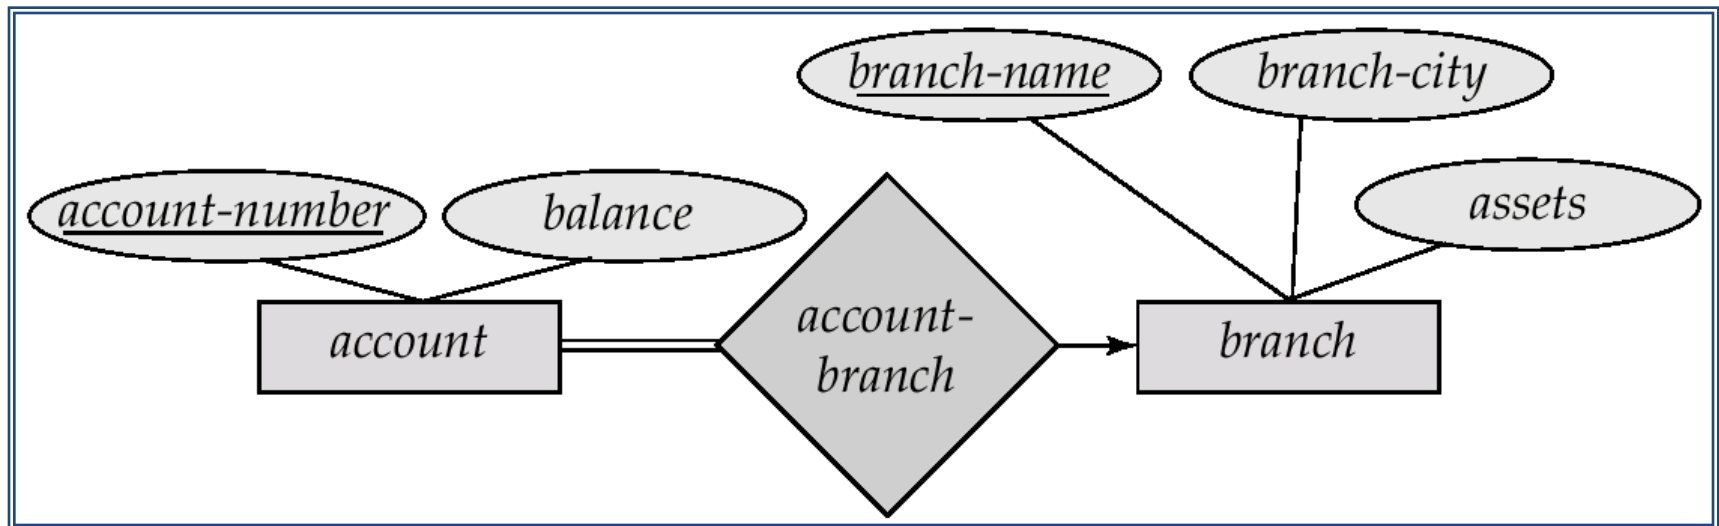 branch-name
branch-city
account-number
balance
assets
account
account-
branch
branch